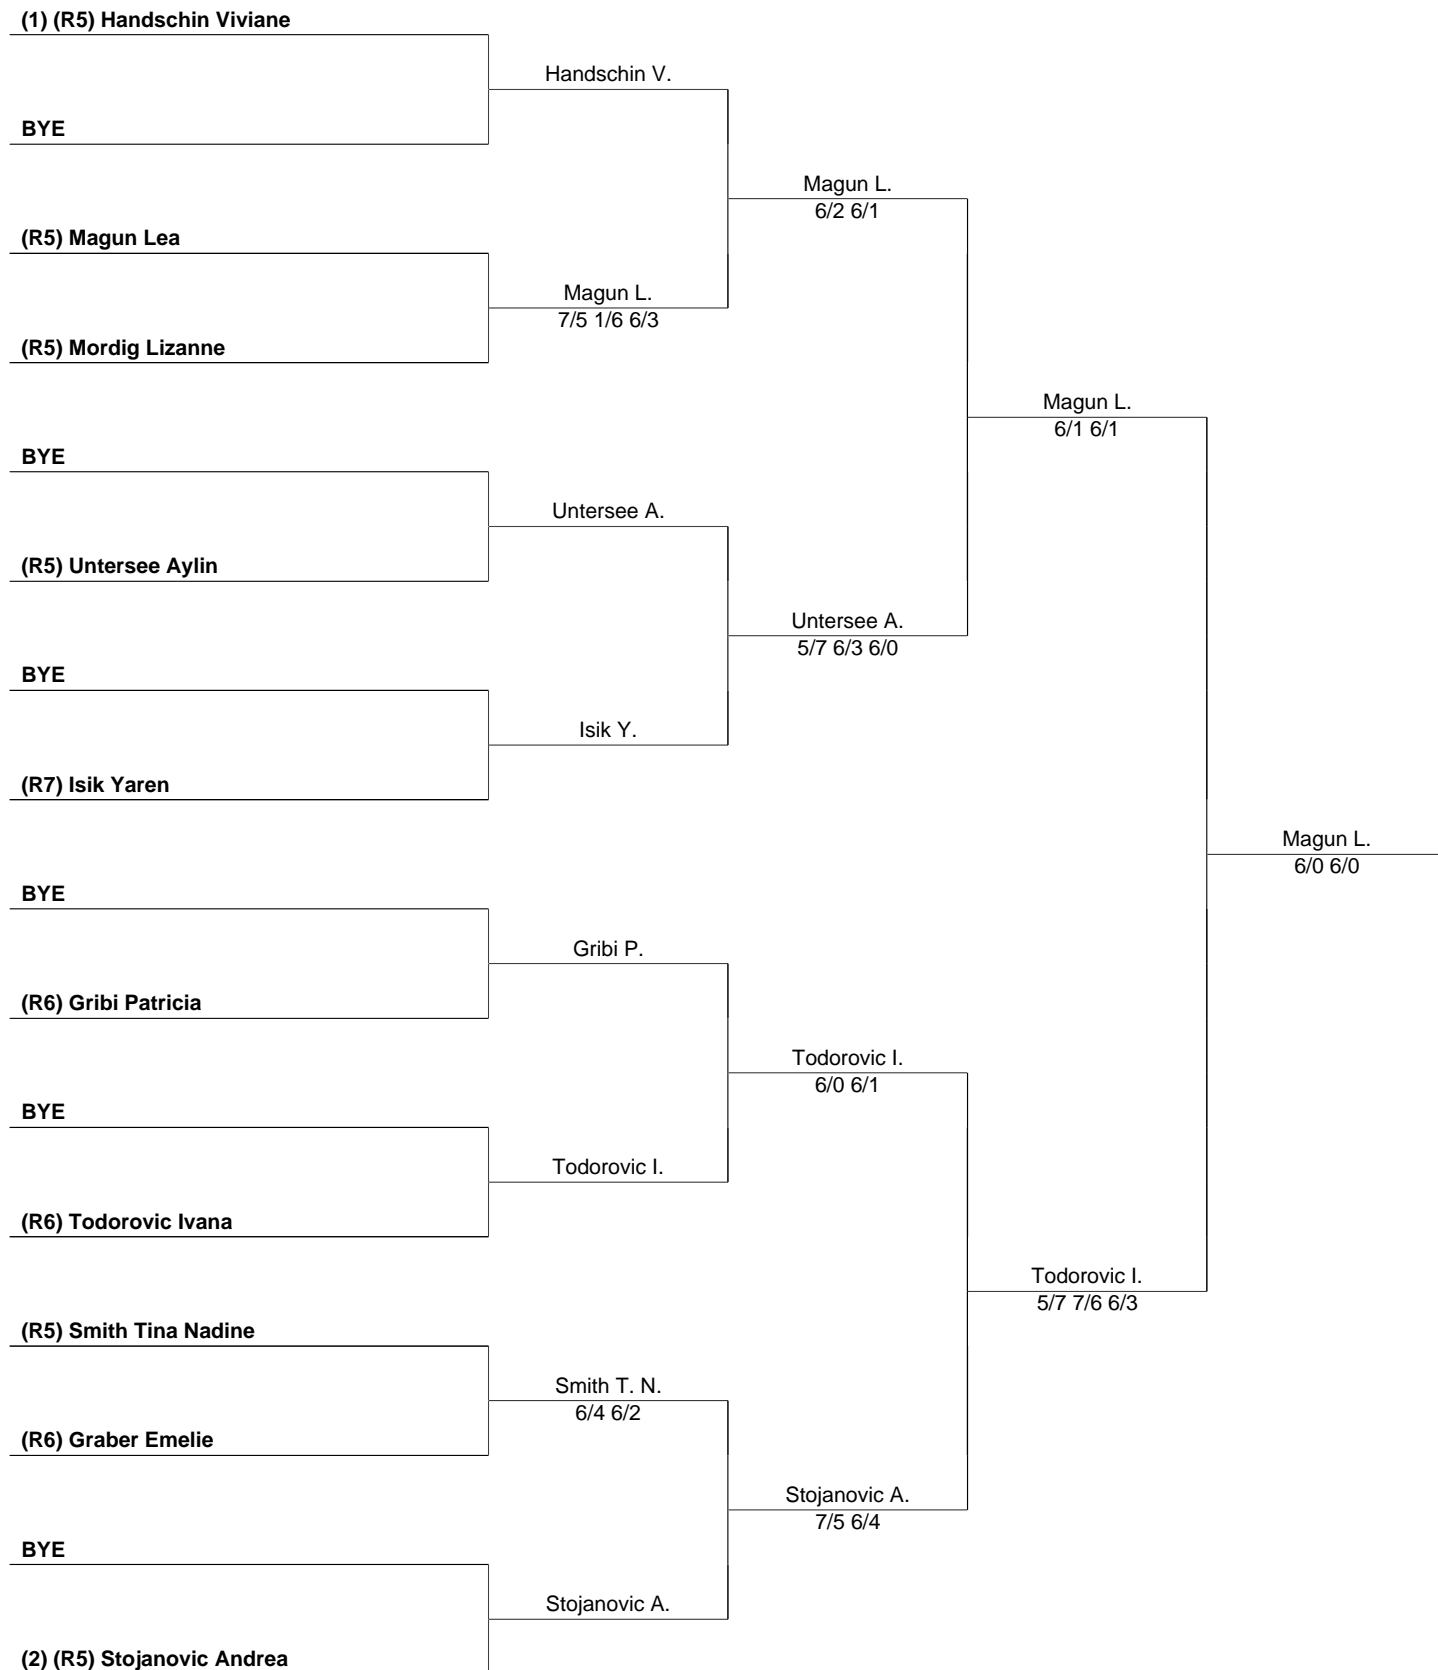 (1) (R5) Handschin Viviane
Handschin V.
BYE
Magun L.
6/2 6/1
(R5) Magun Lea
Magun L.
7/5 1/6 6/3
(R5) Mordig Lizanne
Magun L.
6/1 6/1
BYE
Untersee A.
(R5) Untersee Aylin
Untersee A.
5/7 6/3 6/0
BYE
Isik Y.
(R7) Isik Yaren
Magun L.
6/0 6/0
BYE
Gribi P.
(R6) Gribi Patricia
Todorovic I.
6/0 6/1
BYE
Todorovic I.
(R6) Todorovic Ivana
Todorovic I.
5/7 7/6 6/3
(R5) Smith Tina Nadine
Smith T. N.
6/4 6/2
(R6) Graber Emelie
Stojanovic A.
7/5 6/4
BYE
Stojanovic A.
(2) (R5) Stojanovic Andrea